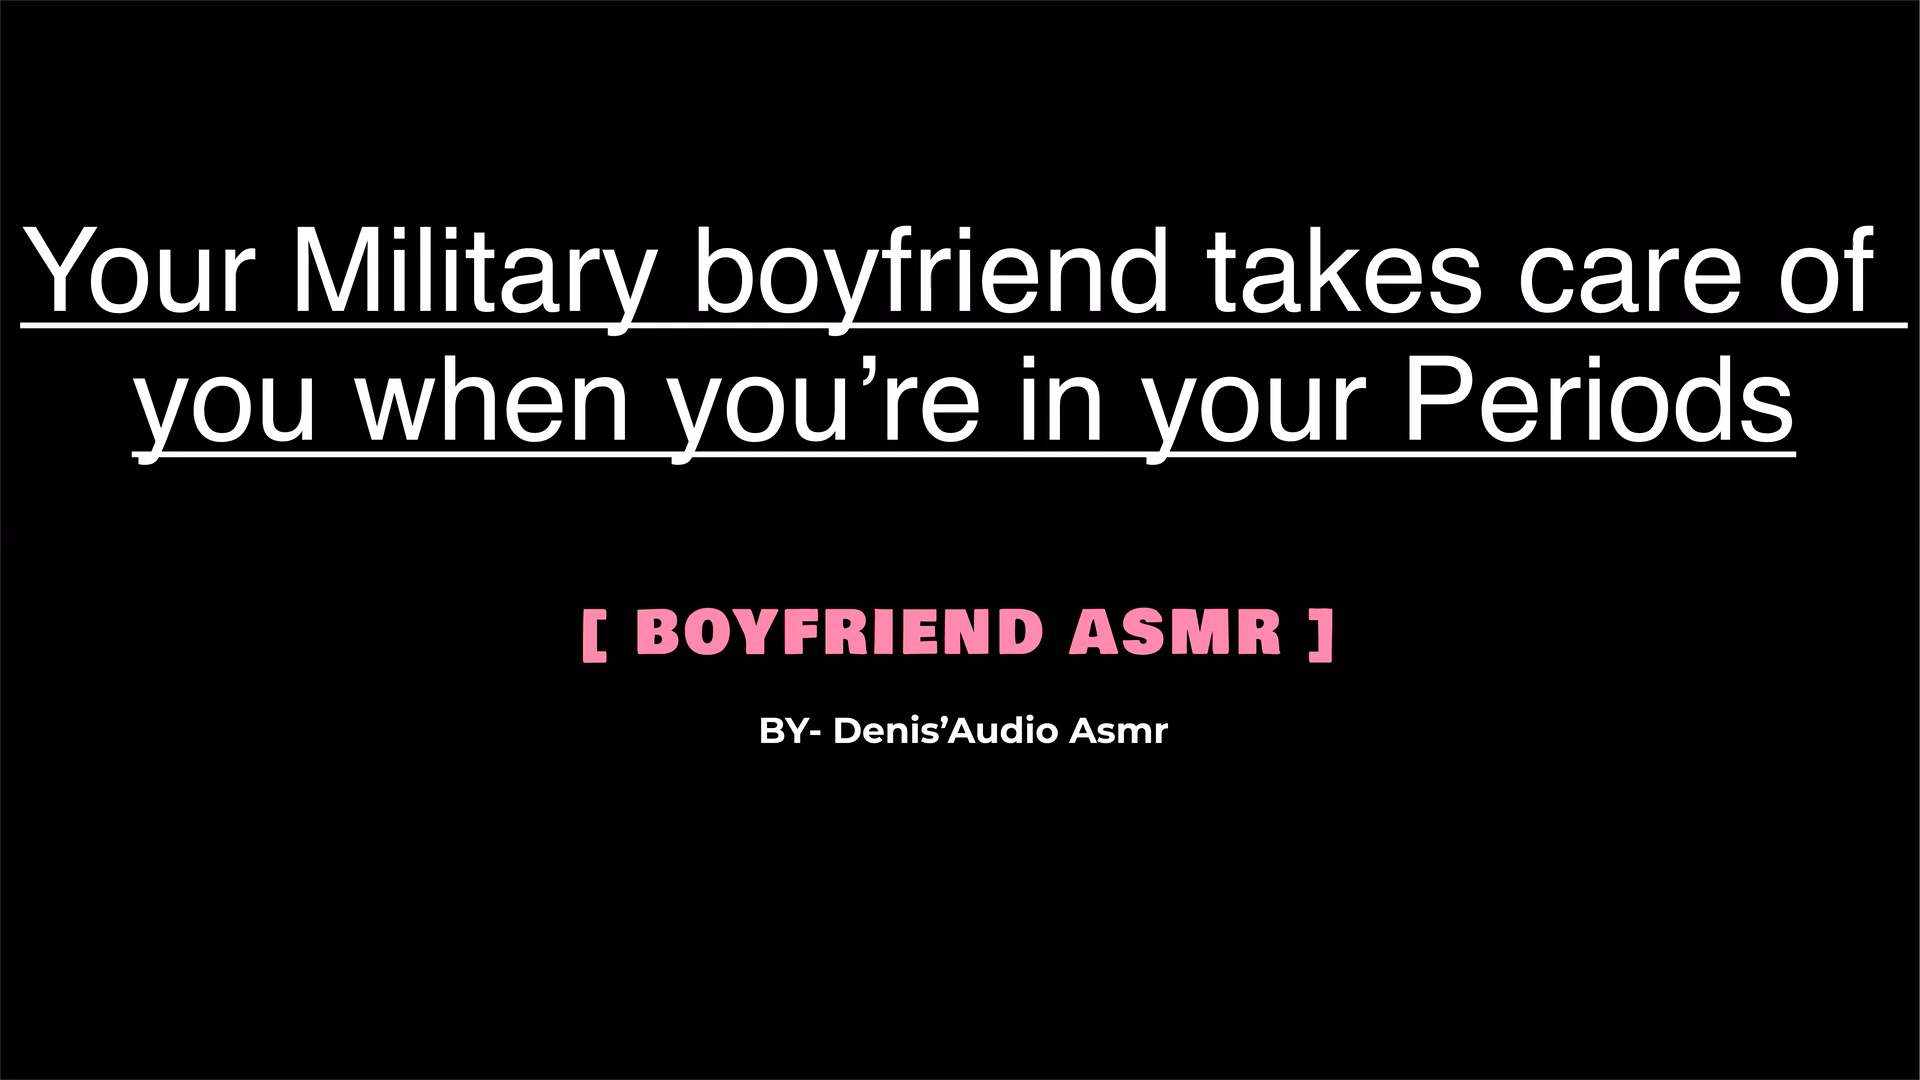 Your Military boyfriend takes care of
you when you’re in your Periods
[ BOYFRIEND ASMR ]
BY- Denis’Audio Asmr